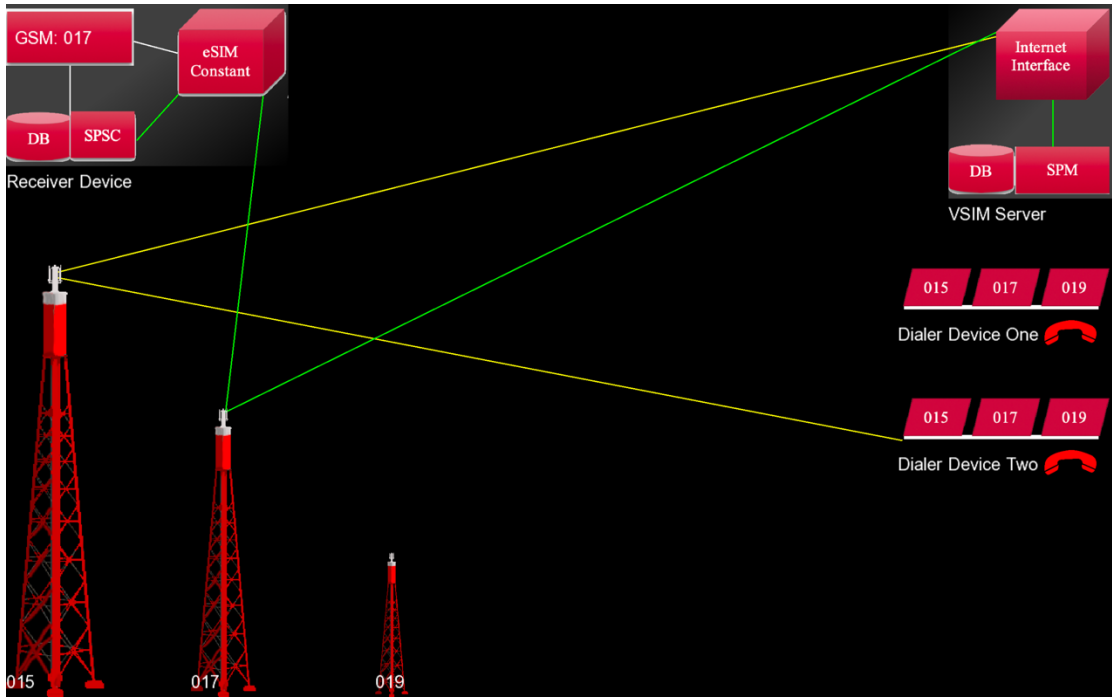 GSM: 017
eSIM
Constant
DB
SPSC
Receiver Device
Internet
Interface
DB
SPM
VSIM Server
015
017
019
Dialer Device One
015
017
019
Dialer Device Two
015
017
019